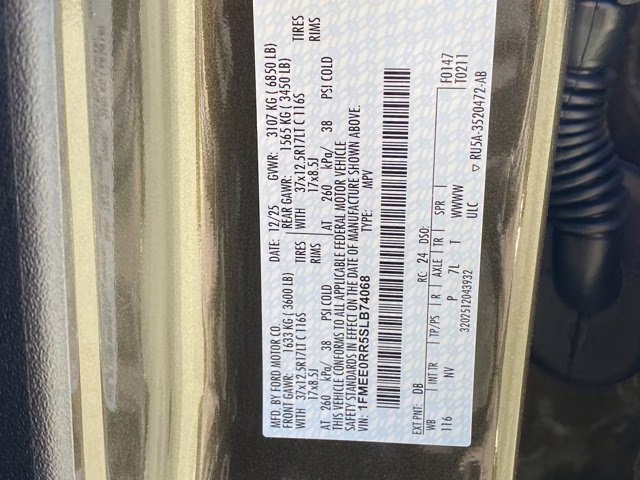 MFD. BY FORD MOTOR CO. DATE: 12/25 GVWR: 3107 KG ( 6850 LB)
FRONT GAWR: 1633 KG ( 3600 LB) REAR GAWR: 1565 KG ( 3450 LB)
WITH 37x12.5R17LT C 116S TIRES WITH 37x12.5R17LT C 116S TIRES
17x8.5J RIMS 17x8.5J RIMS
AT 260 kPa/ 38 PSI COLD AT 260 kPa/ 38 PSI COLD
THIS VEHICLE CONFORMS TO ALL APPLICABLE FEDERAL MOTOR VEHICLE
SAFETY STANDARDS IN EFFECT ON THE DATE OF MANUFACTURE SHOWN ABOVE.
VIN: 1FMEE0RR5SLB74068 TYPE: MPV
F0147
T0211
EXT PNT: DB RC: 24 DSO:
WB INT TR TP/PS R AXLE TR SPR
116 NV P 7L T WWWW
3202512043932 ULC
▽ RU5A-3520472-AB